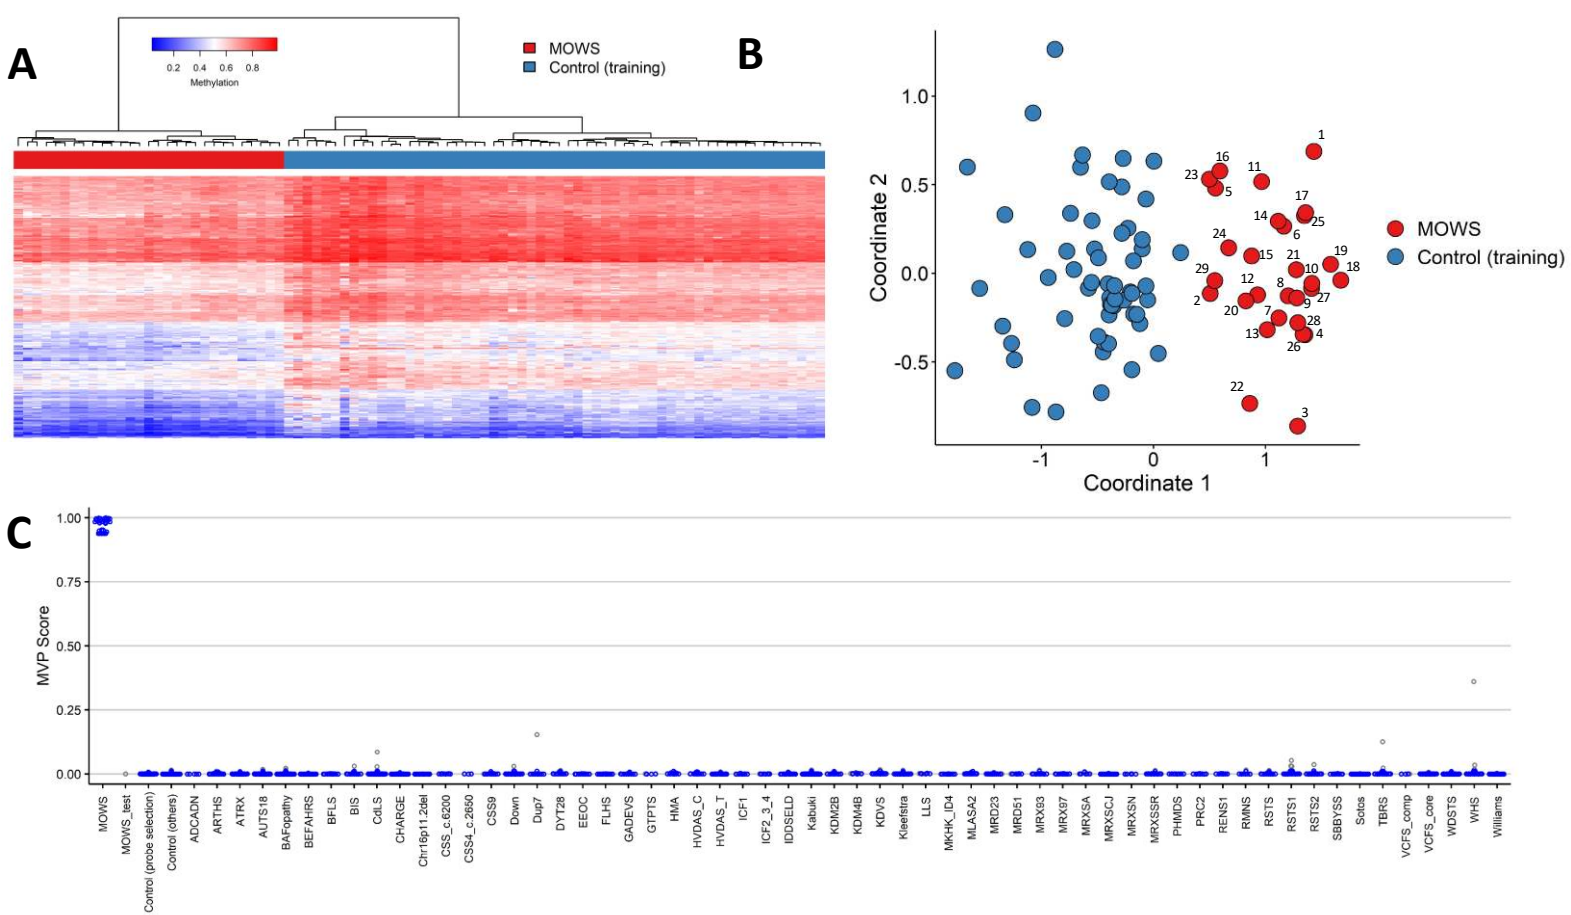 A
0.2 0.4 0.6 0.8
Methylation
MOWS
Control (training)
B
1.0
0.5
0.0
-0.5
Coordinate 2
-1 0 1
Coordinate 1
1
16
11
23
5
17
14
25
6
24
15
21
19
29
10
18
12
8
2
27
20
7
9
28
13
4
26
22
3
MOWS
Control (training)
C
1.00
0.75
0.50
0.25
0.00
MVP Score
MOWS
MOWS_test
Control (probe selection)
Control (others)
ADCADN
ARTHS
ATRX
AUTS18
BAFopathy
BEFAHRS
BFLS
BIS
CdLS
CHARGE
Chr16p11.2del
CSS_c.6200
CSS4_c.2650
CSS9
Down
Dup7
DYT28
EEOC
FLHS
GADEVS
GTPTS
HMA
HVDAS_C
HVDAS_T
ICF1
ICF2_3_4
IDDSELD
Kabuki
KDM2B
KDM4B
KDVS
Kleefstra
LLS
MKHK_ID4
MLASA2
MRD23
MRD51
MRX93
MRX97
MRXSA
MRXSCJ
MRXSN
MRXSSR
PHMDS
PRC2
RENS1
RMNS
RSTS
RSTS1
RSTS2
SBBYSS
Sotos
TBRS
VCFS_comp
VCFS_core
WDSTS
WHS
Williams